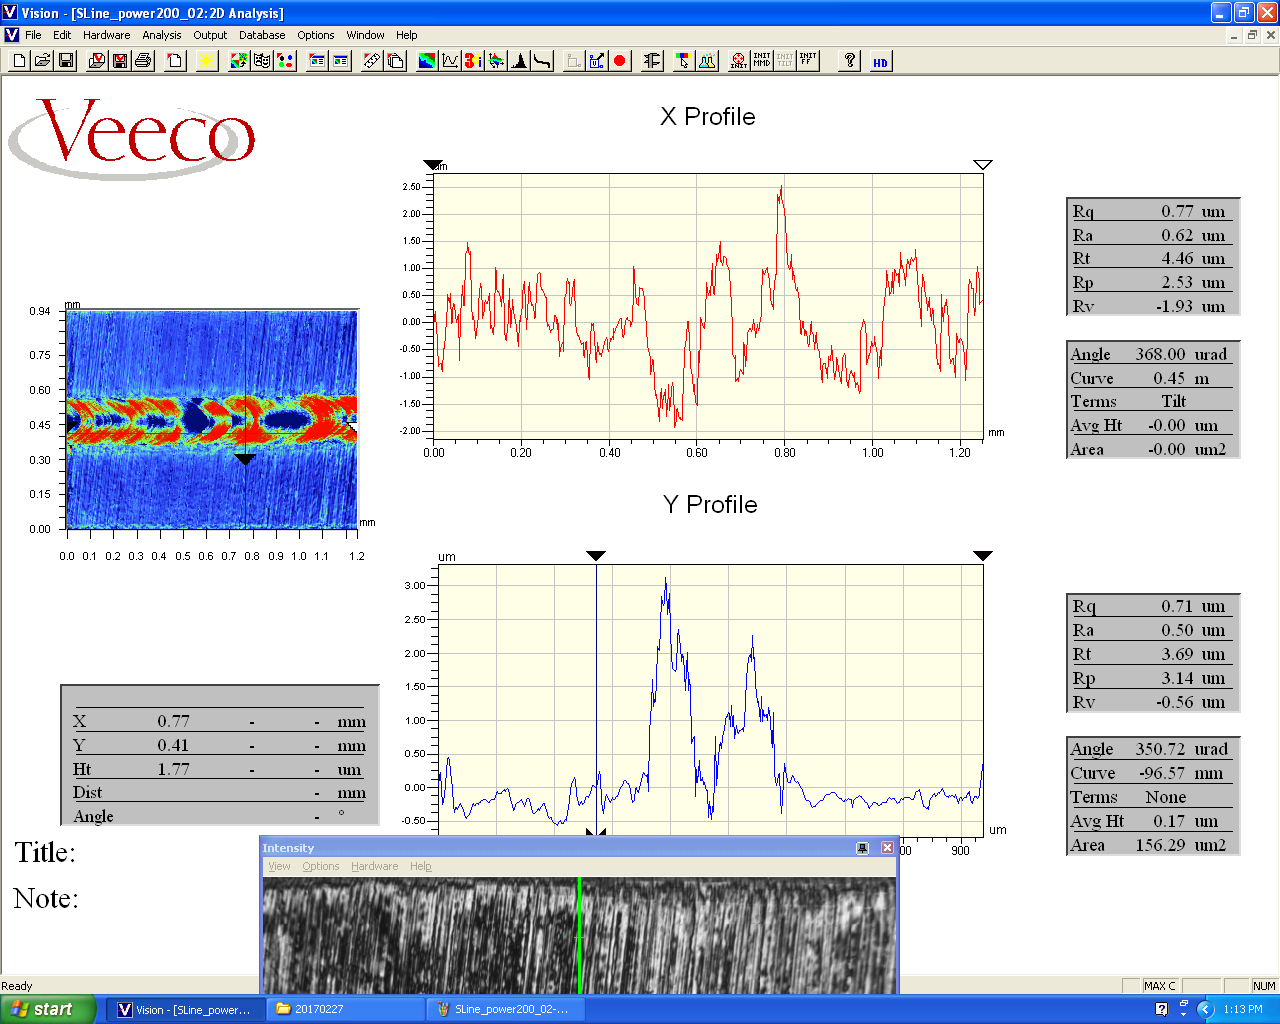 Vision - [SLine_power200_02:2D Analysis]
File Edit Hardware Analysis Output Database Options Window Help
INIT INIT MMD INIT TILT INIT FF ? HD
Veeco
X Profile
um
2.50
2.00
1.50
1.00
0.50
0.00
-0.50
-1.00
-1.50
-2.00
mm
0.00 0.20 0.40 0.60 0.80 1.00 1.20
Rq 0.77 um
Ra 0.62 um
Rt 4.46 um
Rp 2.53 um
Rv -1.93 um
Angle 368.00 urad
Curve 0.45 m
Terms Tilt
Avg Ht -0.00 um
Area -0.00 um2
mm
0.94
0.75
0.60
0.45
0.30
0.15
0.00
mm
0.0 0.1 0.2 0.3 0.4 0.5 0.6 0.7 0.8 0.9 1.0 1.1 1.2
Y Profile
um
3.00
2.50
2.00
1.50
1.00
0.50
0.00
-0.50
um
00 900
Rq 0.71 um
Ra 0.50 um
Rt 3.69 um
Rp 3.14 um
Rv -0.56 um
Angle 350.72 urad
Curve -96.57 mm
Terms None
Avg Ht 0.17 um
Area 156.29 um2
X 0.77 - - mm
Y 0.41 - - mm
Ht 1.77 - - um
Dist - mm
Angle - °
Title:
Note:
Intensity
View Options Hardware Help
Ready
MAX C NUM
start
Vision - [SLine_power...
20170227
SLine_power200_02-...
1:13 PM